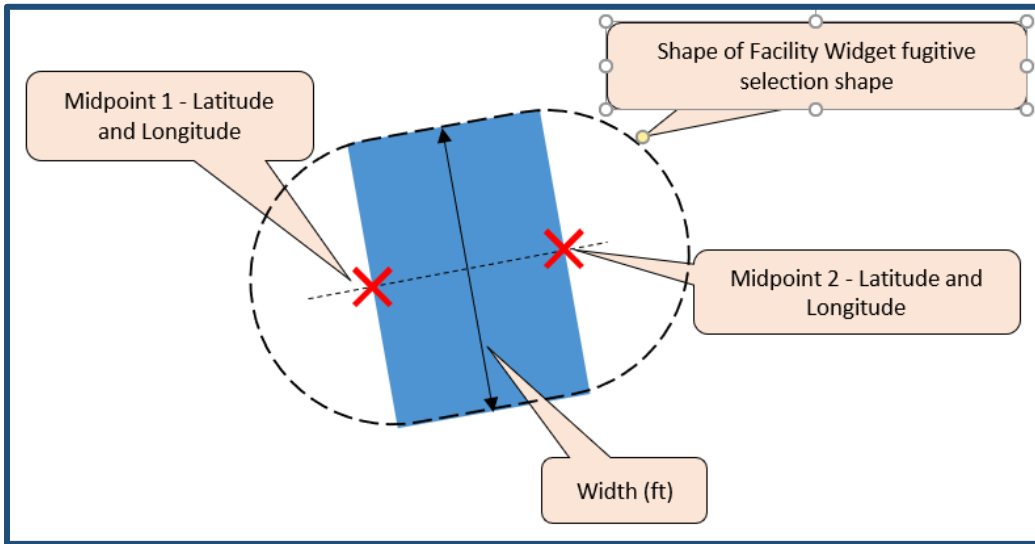 Shape of Facility Widget fugitive
selection shape
Midpoint 1 - Latitude
and Longitude
Midpoint 2 - Latitude and
Longitude
Width (ft)